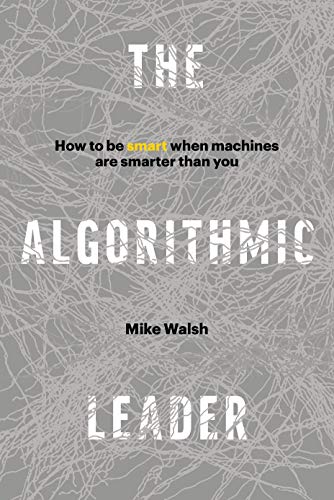 THE
How to be smart when machines
are smarter than you
ALGORITHMIC
Mike Walsh
LEADER